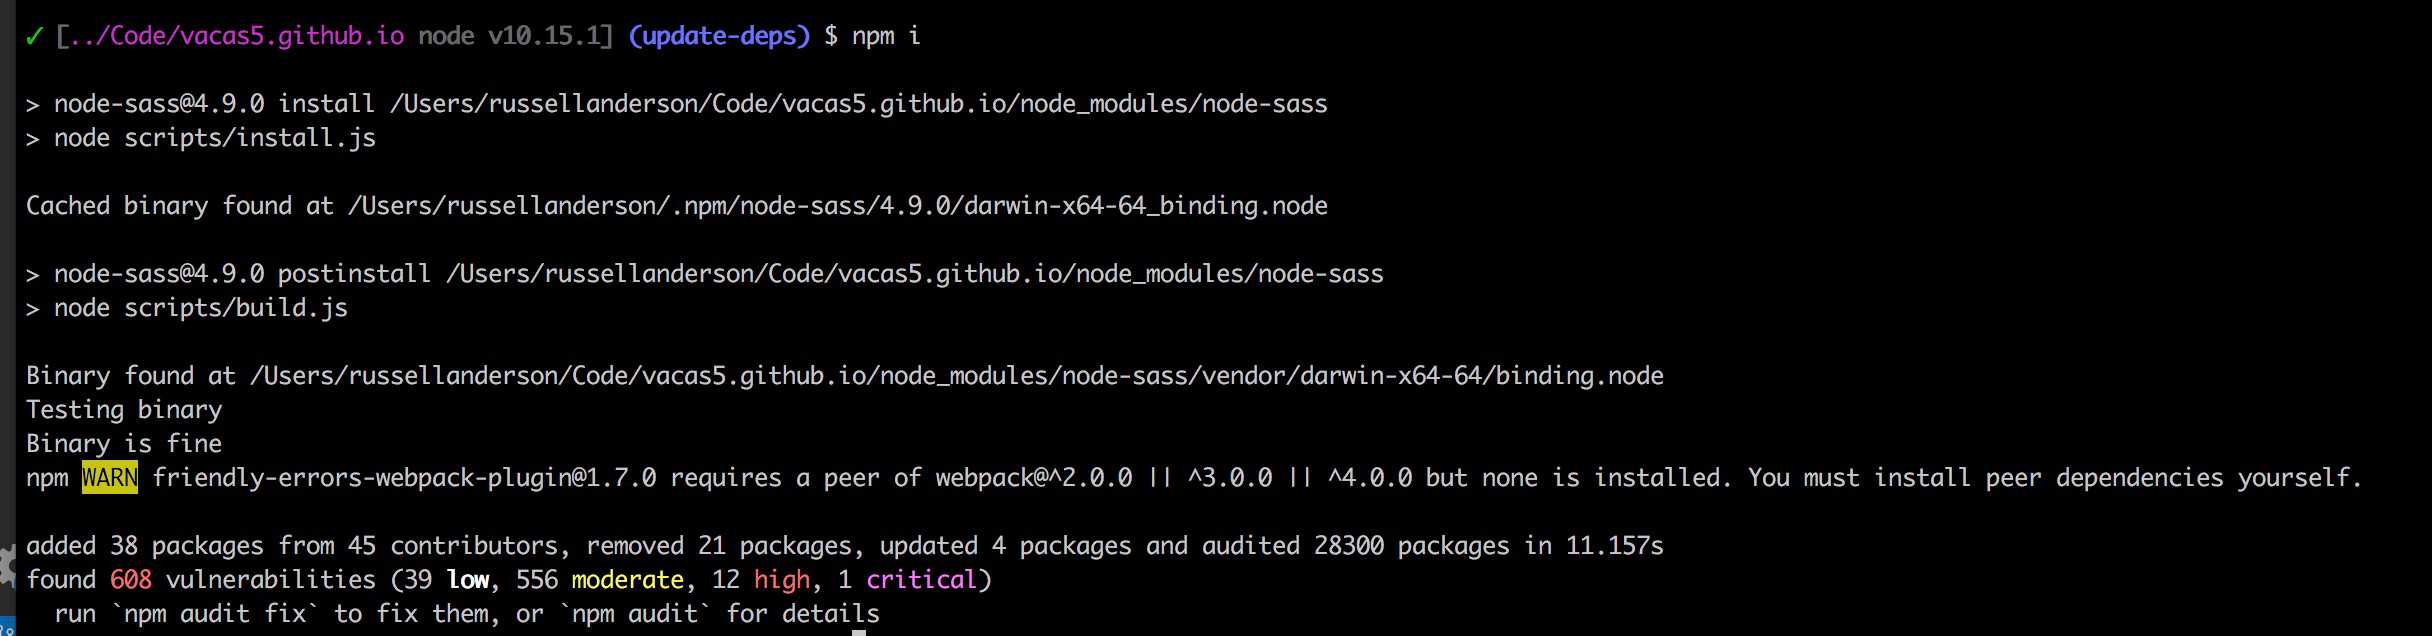 ✓ [../Code/vacas5.github.io node v10.15.1] (update-deps) $ npm i
> node-sass@4.9.0 install /Users/russellanderson/Code/vacas5.github.io/node_modules/node-sass
> node scripts/install.js
Cached binary found at /Users/russellanderson/.npm/node-sass/4.9.0/darwin-x64-64_binding.node
> node-sass@4.9.0 postinstall /Users/russellanderson/Code/vacas5.github.io/node_modules/node-sass
> node scripts/build.js
Binary found at /Users/russellanderson/Code/vacas5.github.io/node_modules/node-sass/vendor/darwin-x64-64/binding.node
Testing binary
Binary is fine
npm WARN friendly-errors-webpack-plugin@1.7.0 requires a peer of webpack@^2.0.0 || ^3.0.0 || ^4.0.0 but none is installed. You must install peer dependencies yourself.
added 38 packages from 45 contributors, removed 21 packages, updated 4 packages and audited 28300 packages in 11.157s
found 608 vulnerabilities (39 low, 556 moderate, 12 high, 1 critical)
  run `npm audit fix` to fix them, or `npm audit` for details